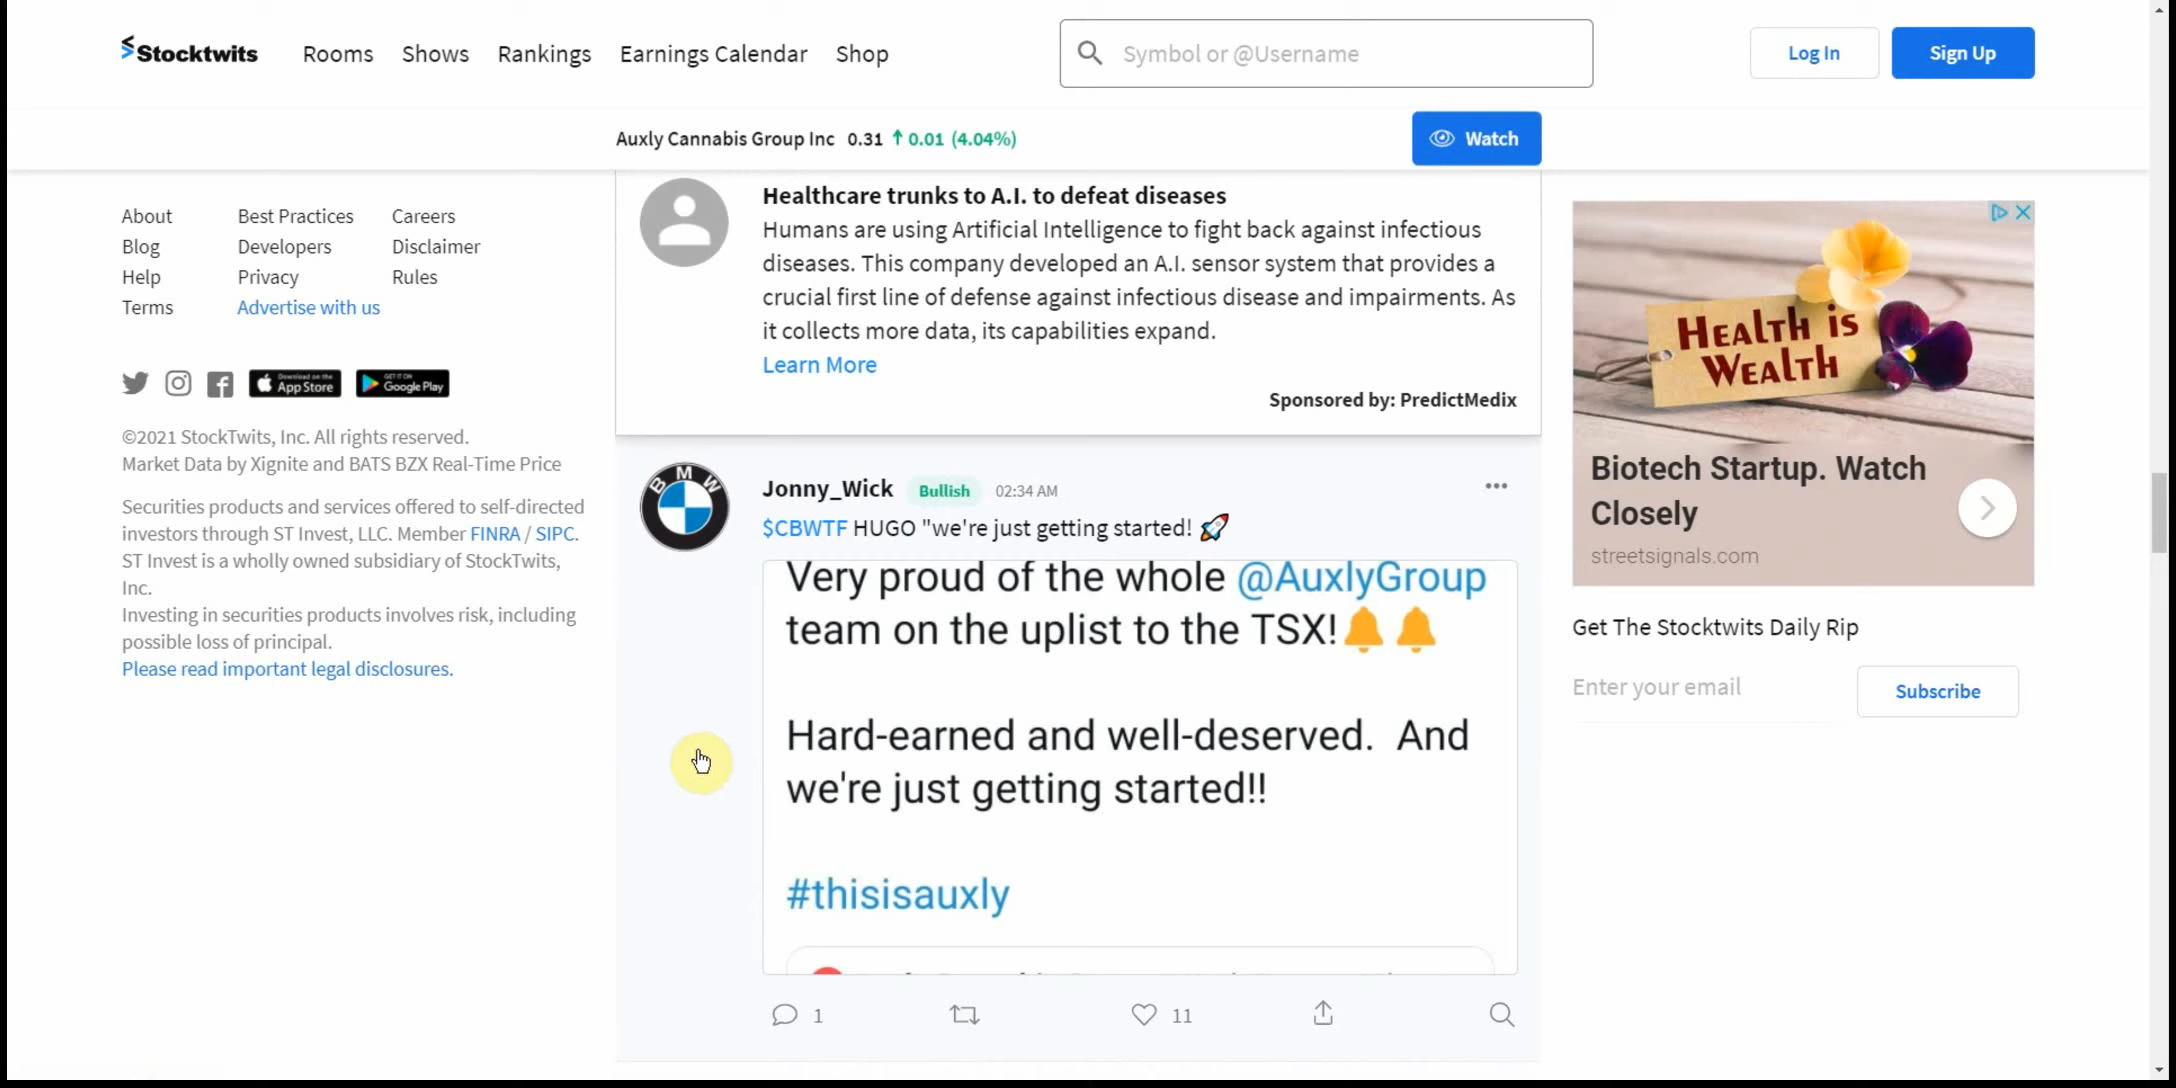 Stocktwits Rooms Shows Rankings Earnings Calendar Shop Symbol or @Username Log In Sign Up
Auxly Cannabis Group Inc 0.31 ↑ 0.01 (4.04%) Watch
About Best Practices Careers
Blog Developers Disclaimer
Help Privacy Rules
Terms Advertise with us
Download on the App Store GET IT ON Google Play
©2021 StockTwits, Inc. All rights reserved.
Market Data by Xignite and BATS BZX Real-Time Price
Securities products and services offered to self-directed
investors through ST Invest, LLC. Member FINRA / SIPC.
ST Invest is a wholly owned subsidiary of StockTwits,
Inc.
Investing in securities products involves risk, including
possible loss of principal.
Please read important legal disclosures.
Healthcare trunks to A.I. to defeat diseases
Humans are using Artificial Intelligence to fight back against infectious
diseases. This company developed an A.I. sensor system that provides a
crucial first line of defense against infectious disease and impairments. As
it collects more data, its capabilities expand.
Learn More
Sponsored by: PredictMedix
BMW
Jonny_Wick Bullish 02:34 AM
$CBWTF HUGO "we're just getting started! 🚀
Very proud of the whole @AuxlyGroup
team on the uplist to the TSX!🔔🔔
Hard-earned and well-deserved. And
we're just getting started!!
#thisisauxly
1 11
HEALTH is
WEALTH
Biotech Startup. Watch
Closely
streetsignals.com
Get The Stocktwits Daily Rip
Enter your email Subscribe